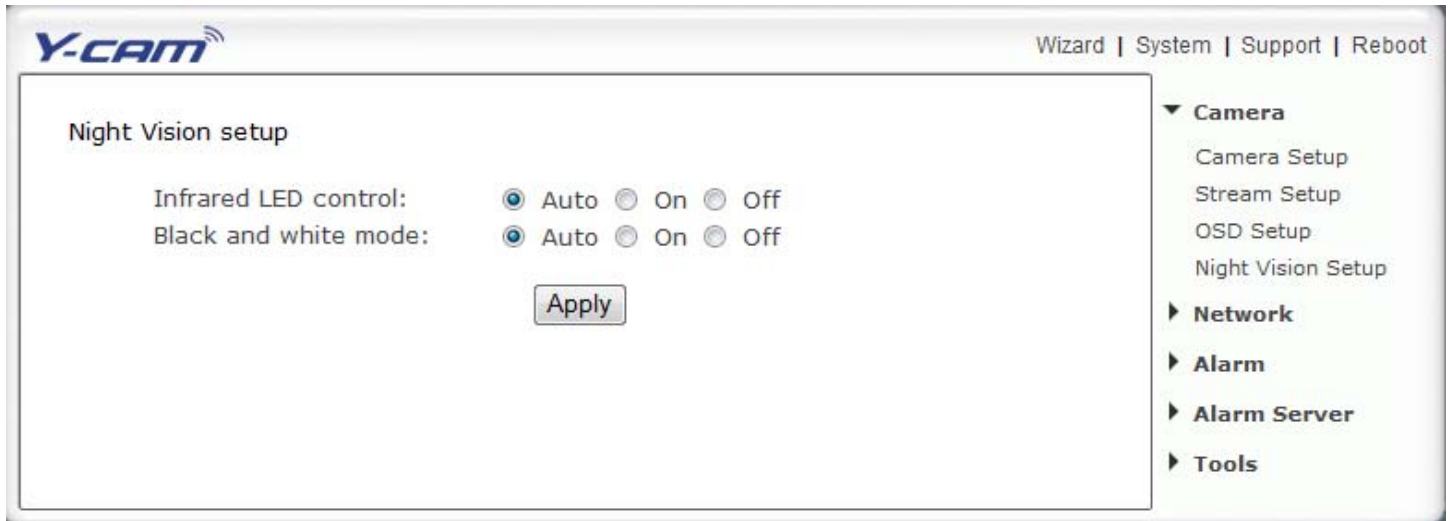 Y-cam
Wizard | System | Support | Reboot
Night Vision setup
Infrared LED control: Auto On Off
Black and white mode: Auto On Off
Apply
Camera
Camera Setup
Stream Setup
OSD Setup
Night Vision Setup
Network
Alarm
Alarm Server
Tools